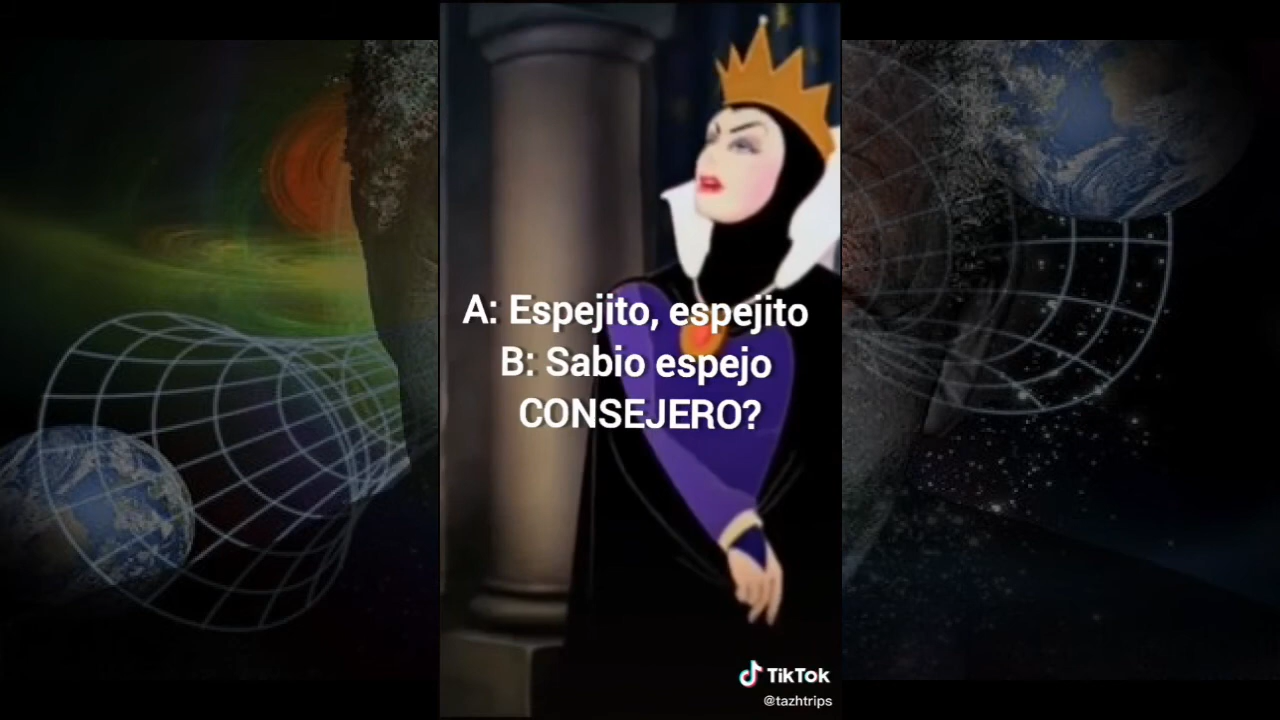 A: Espejito, espejito
B: Sabio espejo
CONSEJERO?
TikTok
@tazhtrips